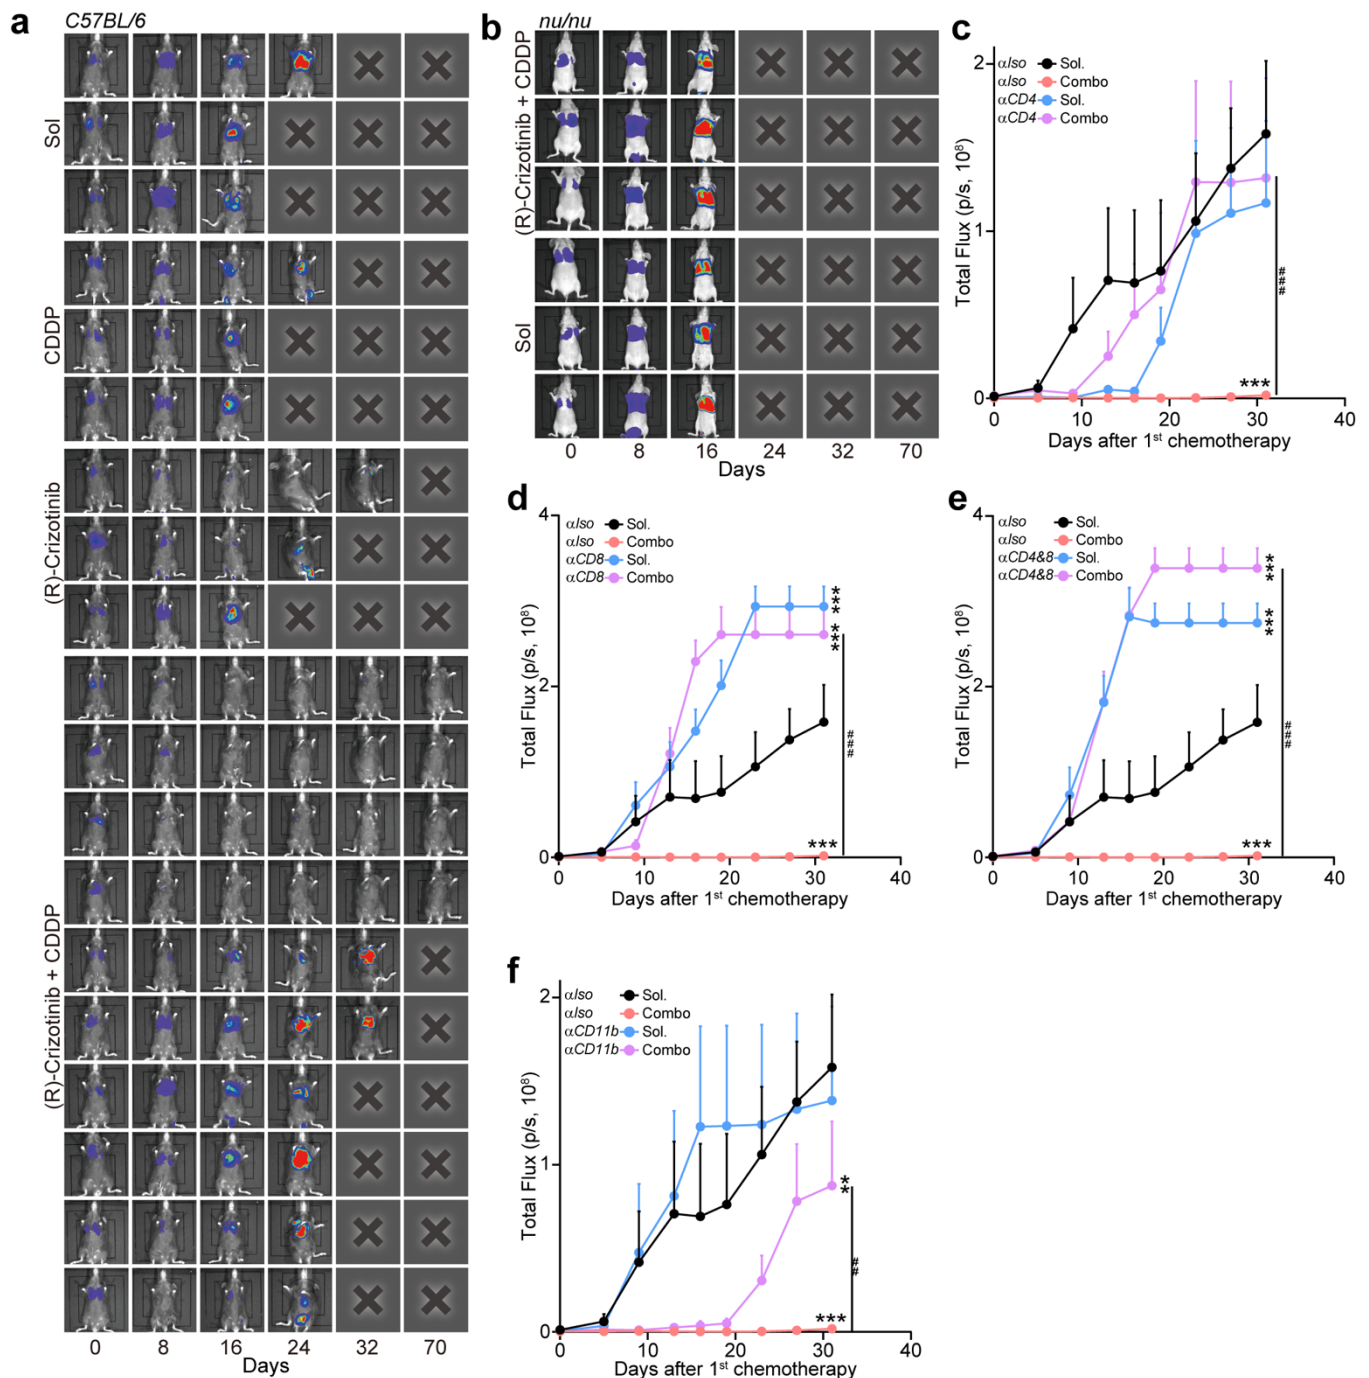 a
C57BL/6
Sol
CDDP
(R)-Crizotinib
(R)-Crizotinib + CDDP
0 8 16 24 32 70
Days
b
nu/nu
(R)-Crizotinib + CDDP
Sol
0 8 16 24 32 70
Days
c
αIso Sol.
αIso Combo
αCD4 Sol.
αCD4 Combo
Total Flux (p/s, 10⁸)
2
1
0
***
###
0 10 20 30 40
Days after 1st chemotherapy
d
αIso Sol.
αIso Combo
αCD8 Sol.
αCD8 Combo
Total Flux (p/s, 10⁸)
4
2
0
***
***
***
###
0 10 20 30 40
Days after 1st chemotherapy
e
αIso Sol.
αIso Combo
αCD4&8 Sol.
αCD4&8 Combo
Total Flux (p/s, 10⁸)
4
2
0
***
***
***
###
0 10 20 30 40
Days after 1st chemotherapy
f
αIso Sol.
αIso Combo
αCD11b Sol.
αCD11b Combo
Total Flux (p/s, 10⁸)
2
1
0
**
***
##
0 10 20 30 40
Days after 1st chemotherapy